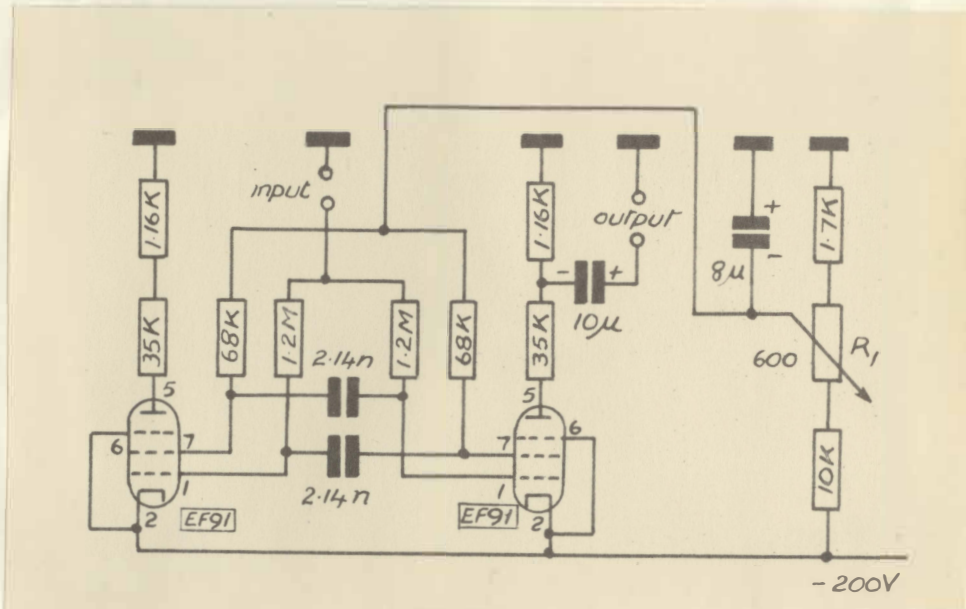 1.16K
input
1.16K
output
+
-
8µ
1.7K
-
+
10µ
35K
68K
1.2M
1.2M
68K
35K
600
R1
2.14n
5
5
6
7
7
6
1
1
2.14n
10K
2
EF91
EF91
2
-200V